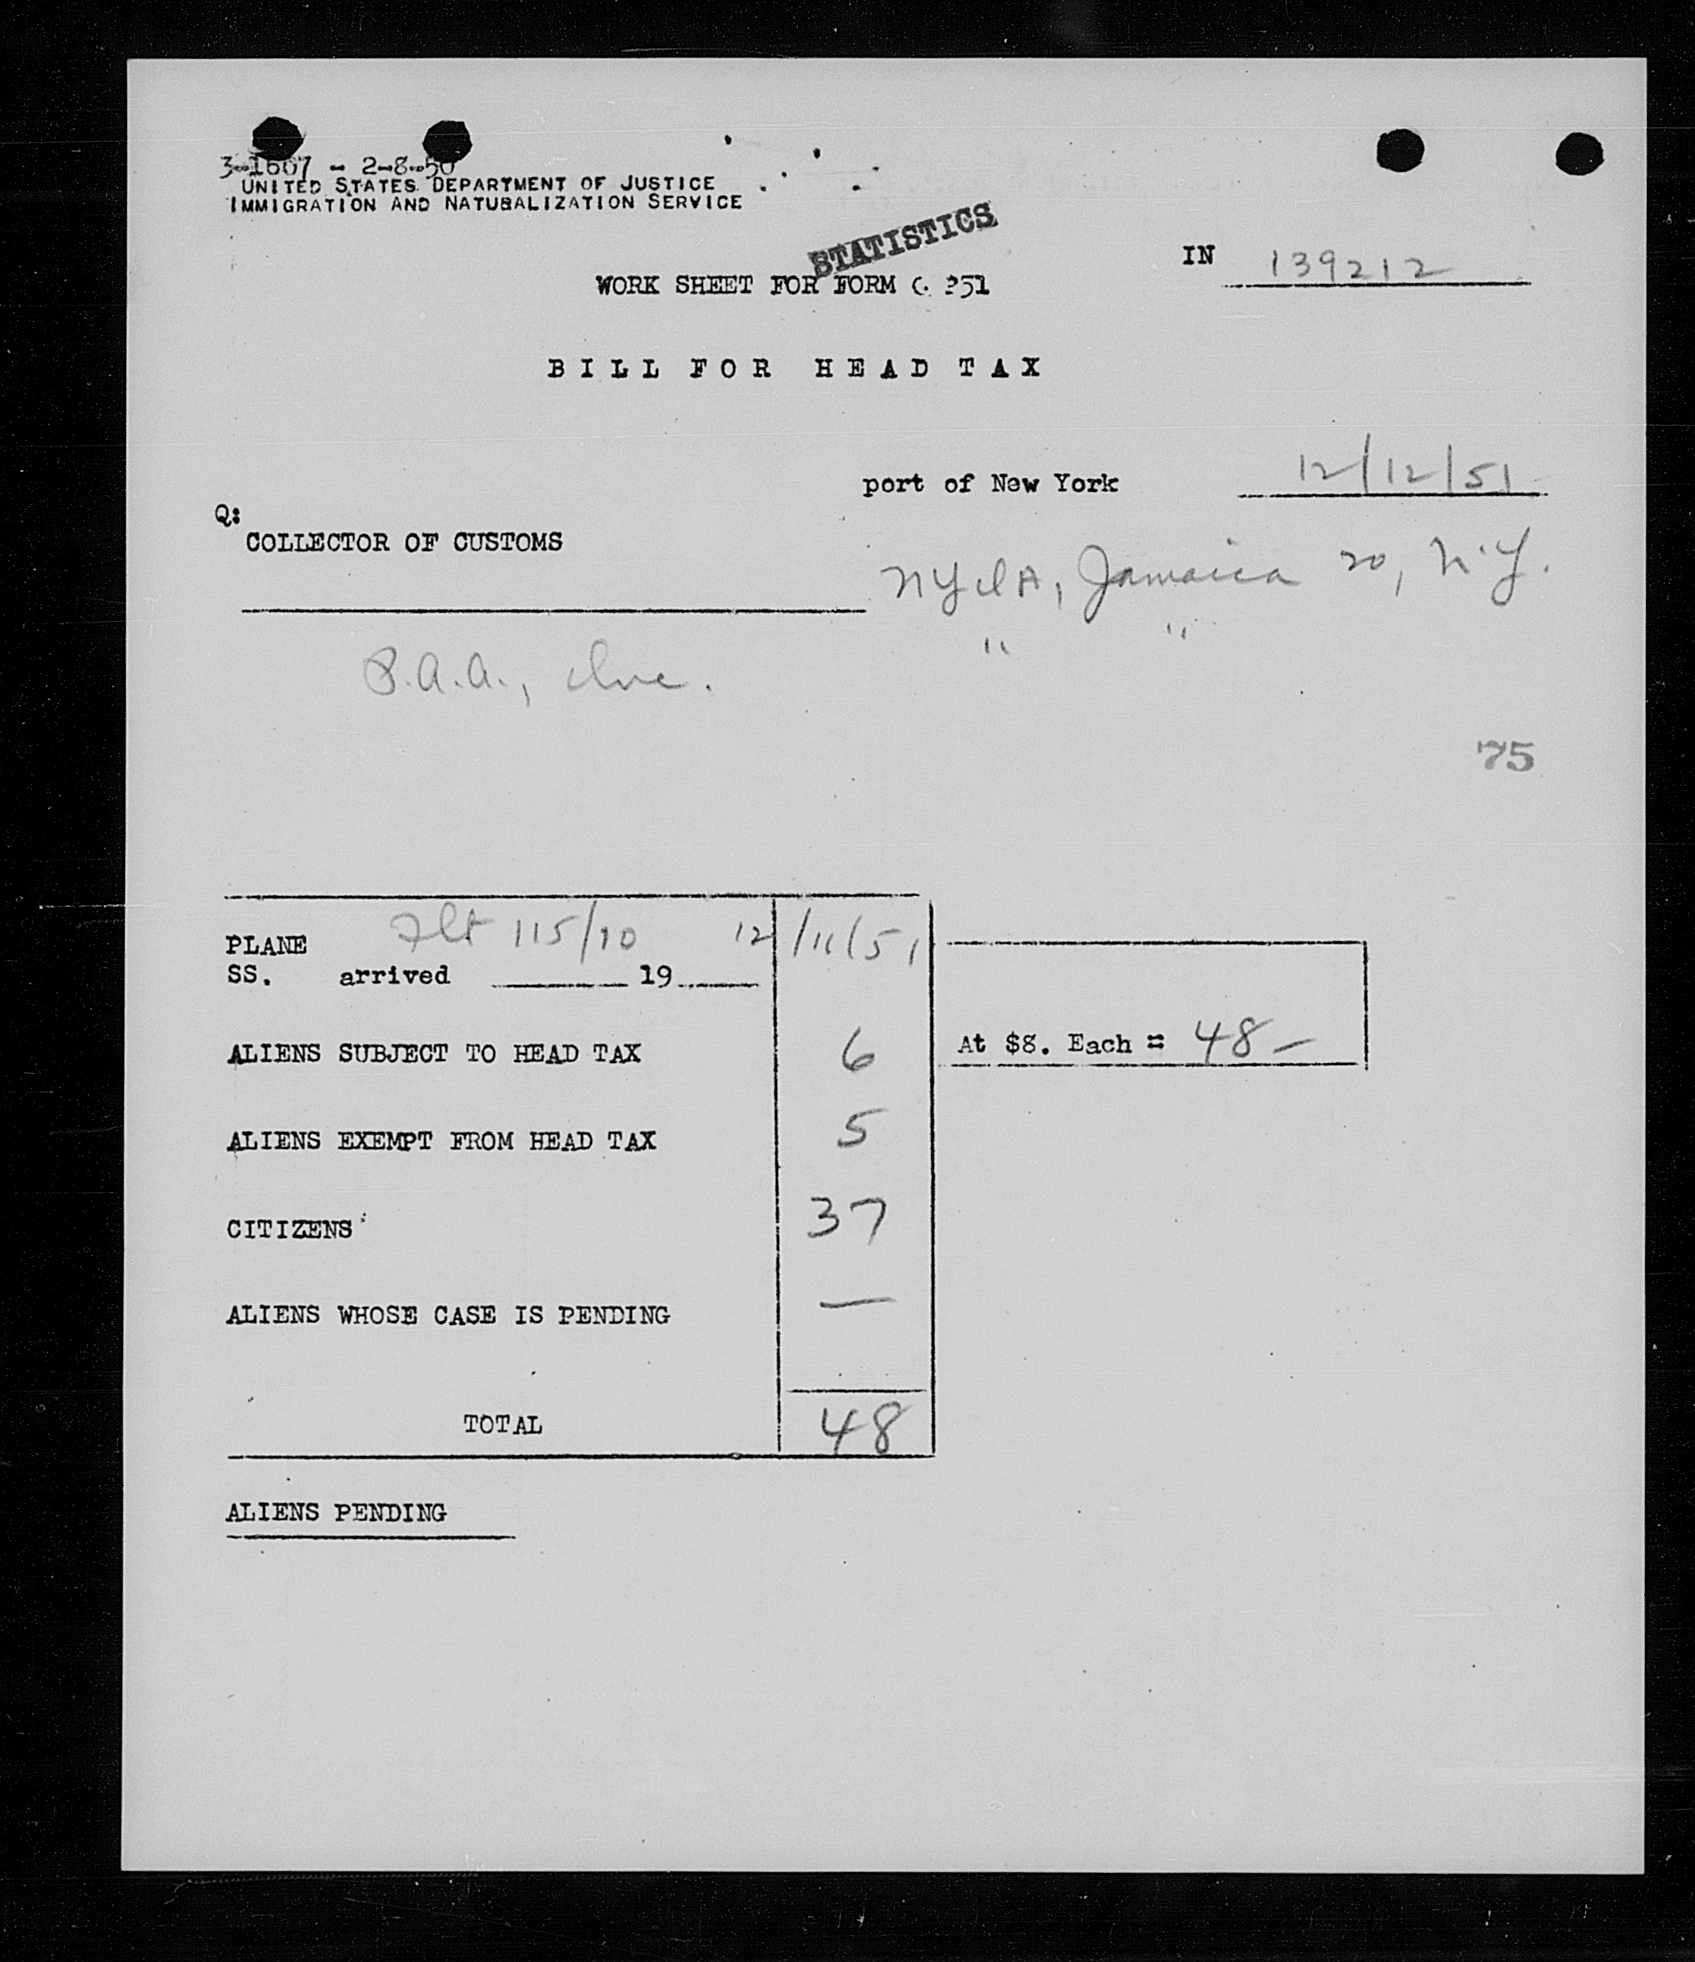 3-1667 - 2-8-50
UNITED STATES DEPARTMENT OF JUSTICE
IMMIGRATION AND NATURALIZATION SERVICE
STATISTICS
IN 139212
WORK SHEET FOR FORM 51
BILL FOR HEAD TAX
port of New York 12/12/51
Q:
COLLECTOR OF CUSTOMS
NYIA, Jamaica 20, N.Y.
" "
P.A.A., Inc.
75
PLANE Flt 115/10 12/11/51
SS. arrived 19
ALIENS SUBJECT TO HEAD TAX 6 At $8. Each = 48-
ALIENS EXEMPT FROM HEAD TAX 5
CITIZENS 37
ALIENS WHOSE CASE IS PENDING —
TOTAL 48
ALIENS PENDING